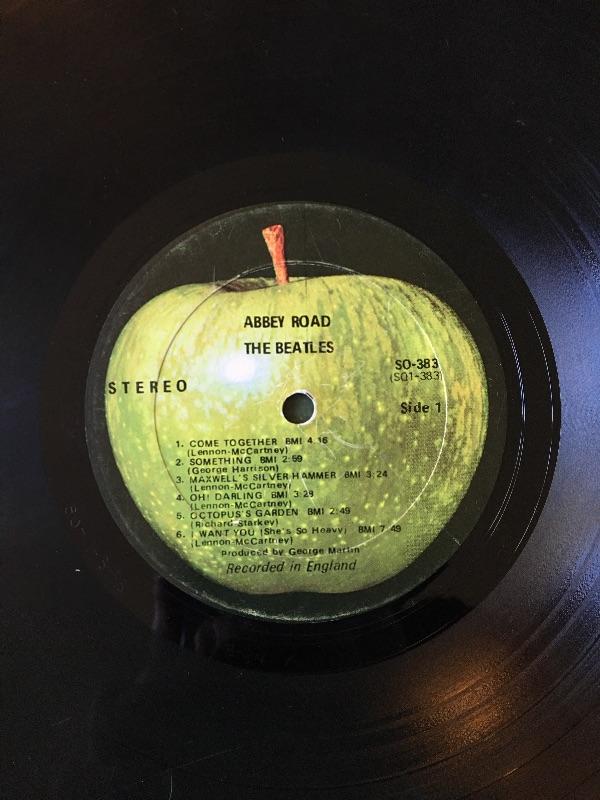 ABBEY ROAD
THE BEATLES
STEREO
SO-383
(SO1-383)
Side 1
1. COME TOGETHER BMI 4:16
(Lennon-McCartney)
2. SOMETHING BMI 2:59
(George Harrison)
3. MAXWELL'S SILVER HAMMER BMI 3:24
(Lennon-McCartney)
4. OH! DARLING BMI 3:28
(Lennon-McCartney)
5. OCTOPUS'S GARDEN BMI 2:49
(Richard Starkey)
6. I WANT YOU (She's So Heavy) BMI 7:49
(Lennon-McCartney)
Produced by George Martin
Recorded in England